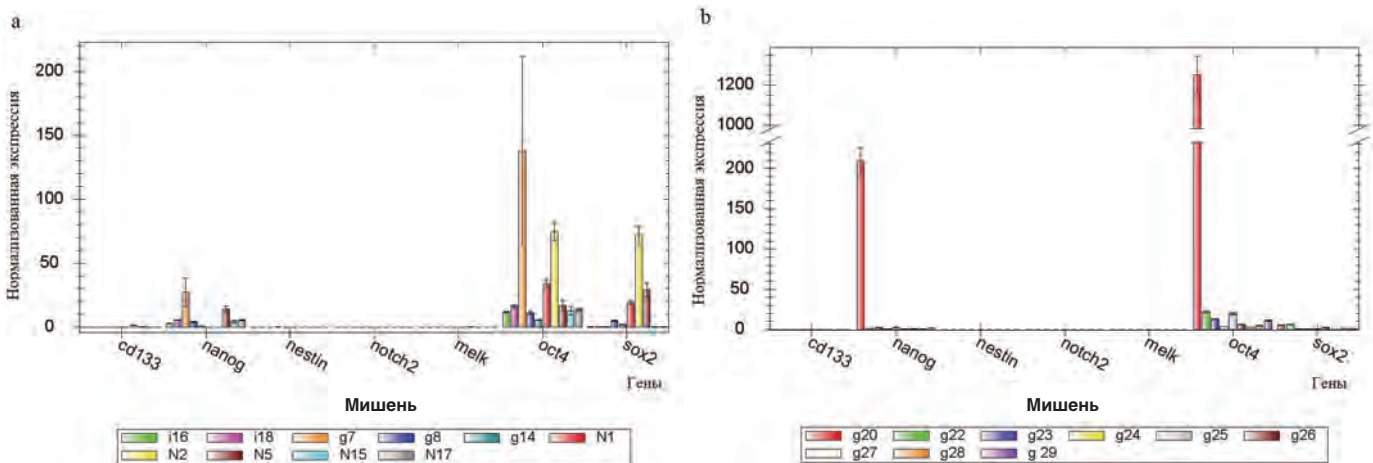 a
Нормализованная экспрессия
200
150
100
50
0
cd133
nanog
nestin
notch2
melk
oct4
sox2
Гены
Мишень
i16 i18 g7 g8 g14 N1
N2 N5 N15 N17
b
Нормализованная экспрессия
1200
1000
200
150
100
50
0
cd133
nanog
nestin
notch2
melk
oct4
sox2
Гены
Мишень
g20 g22 g23 g24 g25 g26
g27 g28 g 29